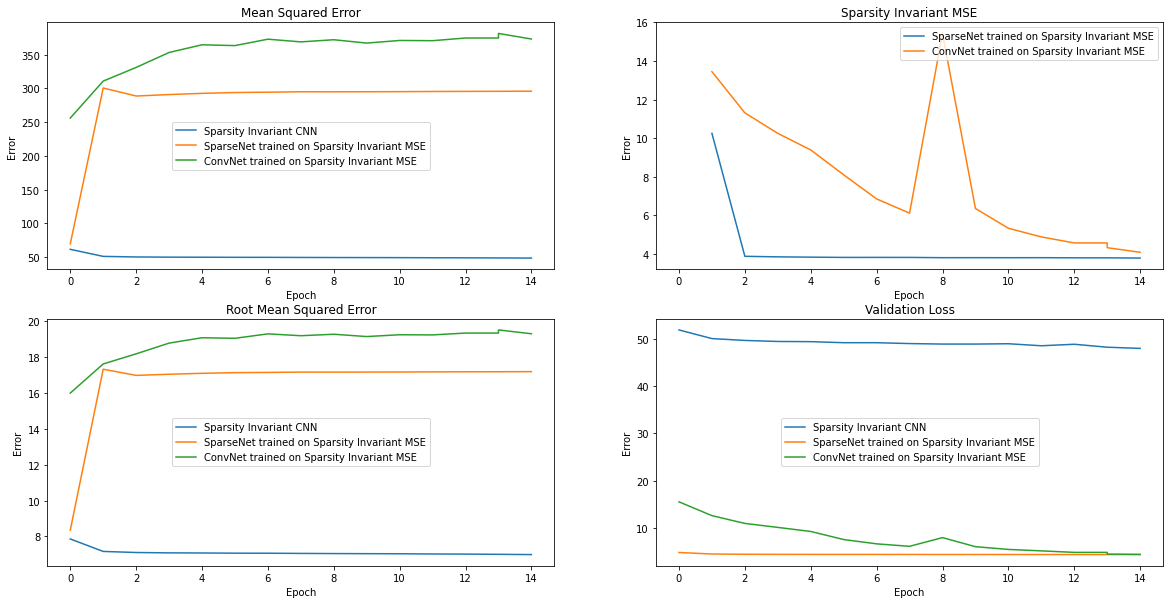 Mean Squared Error
Error
350
300
250
200
150
100
50
Sparsity Invariant CNN
SparseNet trained on Sparsity Invariant MSE
ConvNet trained on Sparsity Invariant MSE
0 2 4 6 8 10 12 14
Epoch
Sparsity Invariant MSE
Error
16
14
12
10
8
6
4
SparseNet trained on Sparsity Invariant MSE
ConvNet trained on Sparsity Invariant MSE
0 2 4 6 8 10 12 14
Epoch
Root Mean Squared Error
Error
20
18
16
14
12
10
8
Sparsity Invariant CNN
SparseNet trained on Sparsity Invariant MSE
ConvNet trained on Sparsity Invariant MSE
0 2 4 6 8 10 12 14
Epoch
Validation Loss
Error
50
40
30
20
10
Sparsity Invariant CNN
SparseNet trained on Sparsity Invariant MSE
ConvNet trained on Sparsity Invariant MSE
0 2 4 6 8 10 12 14
Epoch